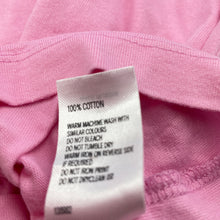 100% COTTON
WARM MACHINE WASH WITH
SIMILAR COLOURS
DO NOT BLEACH
DO NOT TUMBLE DRY
WARM IRON ON REVERSE SIDE
IF REQUIRED
DO NOT IRON PRINT
DO NOT DRYCLEAN